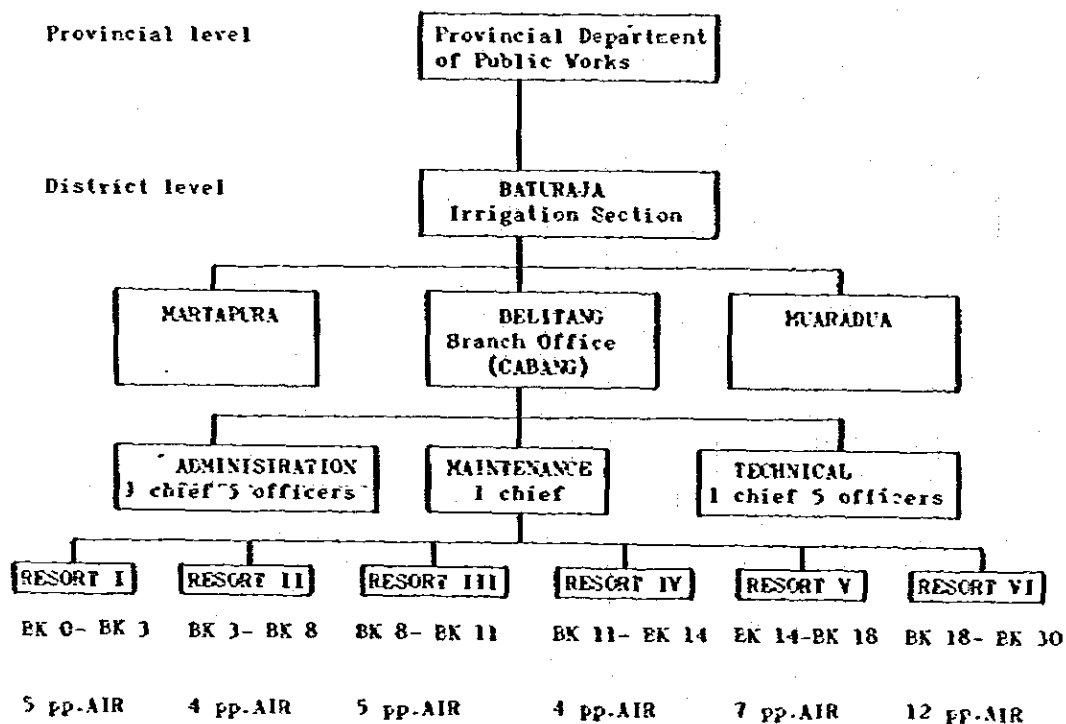 Provincial level
Provincial Department
of Public Works
District level
BATURAJA
Irrigation Section
MARTAPURA
BELITANG
Branch Office
(CABANG)
MUARADUA
ADMINISTRATION
1 chief 5 officers
MAINTENANCE
1 chief
TECHNICAL
1 chief 5 officers
RESORT I RESORT II RESORT III RESORT IV RESORT V RESORT VI
BK 0- BK 3 BK 3- BK 8 BK 8- BK 11 BK 11- BK 14 BK 14-BK 18 BK 18- BK 30
5 pp.AIR 4 pp.AIR 5 pp.AIR 4 pp.AIR 7 pp.AIR 12 pp.AIR